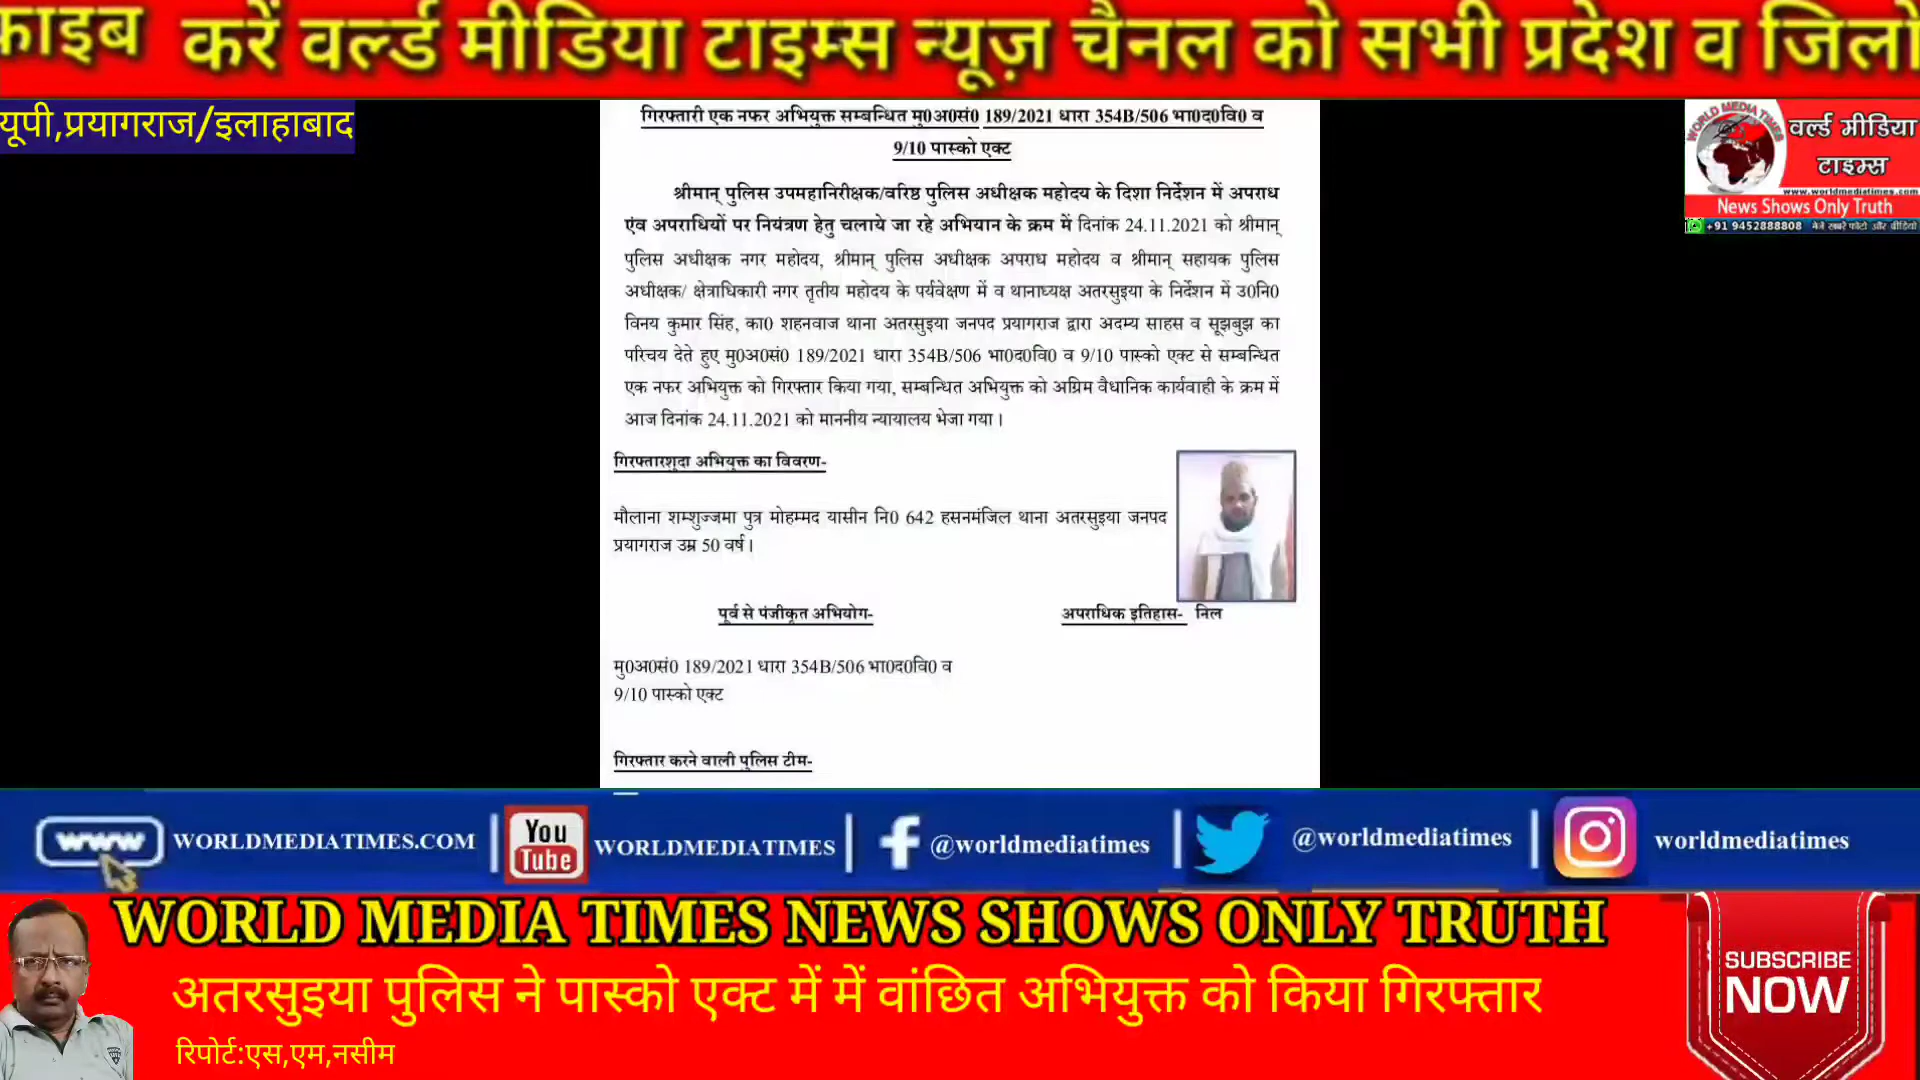 फाइब करें वर्ल्ड मीडिया टाइम्स न्यूज़ चैनल को सभी प्रदेश व जिलो
यूपी,प्रयागराज/इलाहाबाद
WORLD MEDIA TIMES
वर्ल्ड मीडिया
टाइम्स
www.worldmediatimes.com
News Shows Only Truth
+91 9452888808 भेजे खबरे फोटो और वीडियो
गिरफ्तारी एक नफर अभियुक्त सम्बन्धित मु0अ0सं0 189/2021 धारा 354B/506 भा0द0वि0 व
9/10 पास्को एक्ट
श्रीमान् पुलिस उपमहानिरीक्षक/वरिष्ठ पुलिस अधीक्षक महोदय के दिशा निर्देशन में अपराध
एंव अपराधियों पर नियंत्रण हेतु चलाये जा रहे अभियान के क्रम में दिनांक 24.11.2021 को श्रीमान्
पुलिस अधीक्षक नगर महोदय, श्रीमान् पुलिस अधीक्षक अपराध महोदय व श्रीमान् सहायक पुलिस
अधीक्षक/ क्षेत्राधिकारी नगर तृतीय महोदय के पर्यवेक्षण में व थानाध्यक्ष अतरसुइया के निर्देशन में उ0नि0
विनय कुमार सिंह, का0 शहनवाज थाना अतरसुइया जनपद प्रयागराज द्वारा अदम्य साहस व सूझबुझ का
परिचय देते हुए मु0अ0सं0 189/2021 धारा 354B/506 भा0द0वि0 व 9/10 पास्को एक्ट से सम्बन्धित
एक नफर अभियुक्त को गिरफ्तार किया गया, सम्बन्धित अभियुक्त को अग्रिम वैधानिक कार्यवाही के क्रम में
आज दिनांक 24.11.2021 को माननीय न्यायालय भेजा गया ।
गिरफ्तारशुदा अभियुक्त का विवरण-
मौलाना शम्शुज्जमा पुत्र मोहम्मद यासीन नि0 642 हसनमंजिल थाना अतरसुइया जनपद
प्रयागराज उम्र 50 वर्ष ।
पूर्व से पंजीकृत अभियोग- अपराधिक इतिहास- निल
मु0अ0सं0 189/2021 धारा 354B/506 भा0द0वि0 व
9/10 पास्को एक्ट
गिरफ्तार करने वाली पुलिस टीम-
www WORLDMEDIATIMES.COM You Tube WORLDMEDIATIMES f @worldmediatimes @worldmediatimes worldmediatimes
WORLD MEDIA TIMES NEWS SHOWS ONLY TRUTH
अतरसुइया पुलिस ने पास्को एक्ट में में वांछित अभियुक्त को किया गिरफ्तार
रिपोर्ट:एस,एम,नसीम
SUBSCRIBE
NOW